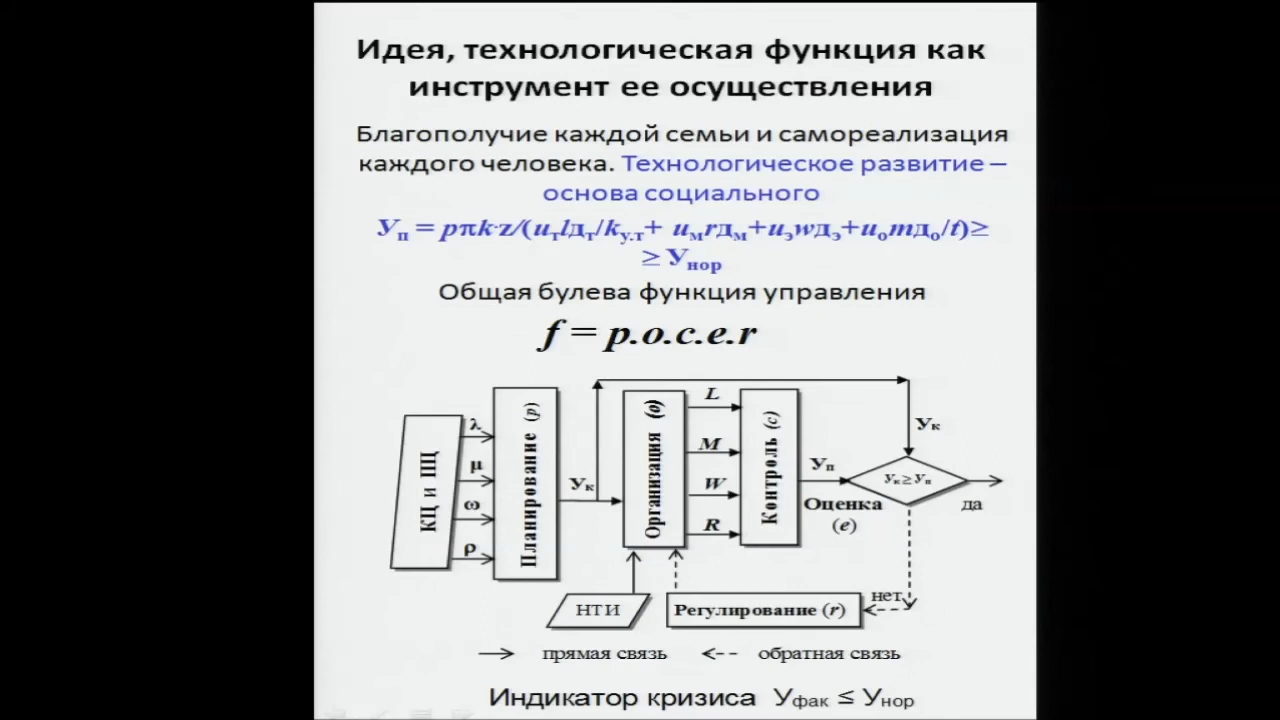 Идея, технологическая функция как
инструмент ее осуществления
Благополучие каждой семьи и самореализация
каждого человека. Технологическое развитие –
основа социального
Уп = pπk·z/(uтlдт/kу.т+ uмrдм+uэwдэ+uоmдо/t)≥
≥ Унор
Общая булева функция управления
f = p.o.c.e.r
КЦ и ПЦ
λ
μ
ω
ρ
Планирование (p)
Ук
Организация (o)
L
M
W
R
Контроль (c)
Уп
Ук
Ук ≥ Уп
Оценка
(e)
да
нет
НТИ
Регулирование (r)
прямая связь
обратная связь
Индикатор кризиса Уфак ≤ Унор